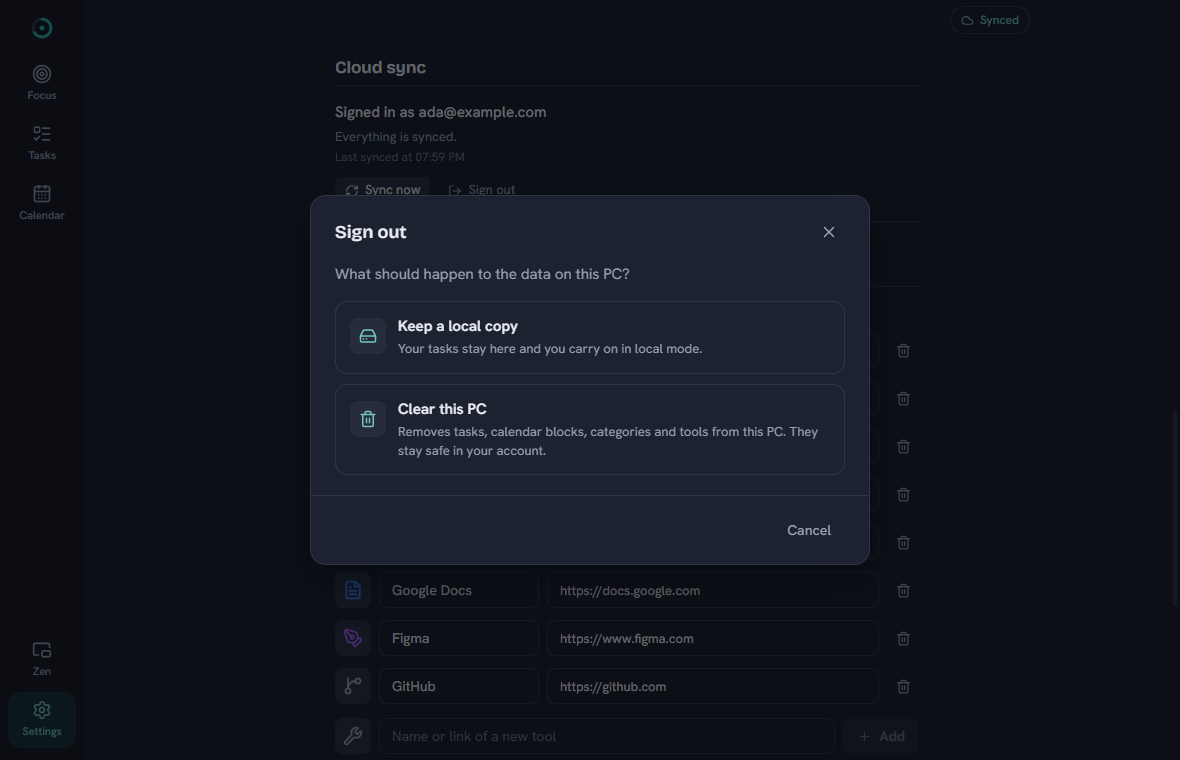 Synced
Focus
Tasks
Calendar
Cloud sync
Signed in as ada@example.com
Everything is synced.
Last synced at 07:59 PM
Sync now
Sign out
Sign out
What should happen to the data on this PC?
Keep a local copy
Your tasks stay here and you carry on in local mode.
Clear this PC
Removes tasks, calendar blocks, categories and tools from this PC. They
stay safe in your account.
Cancel
Google Docs
https://docs.google.com
Figma
https://www.figma.com
GitHub
https://github.com
Name or link of a new tool
Add
Zen
Settings